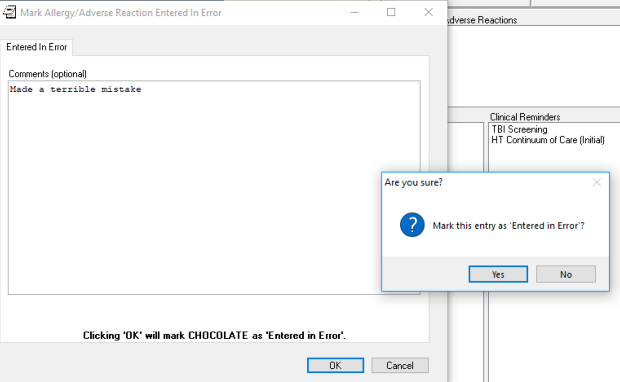 Mark Allergy/Adverse Reaction Entered In Error
Adverse Reactions
Entered In Error
Comments (optional)
Made a terrible mistake
Clinical Reminders
TBI Screening
HT Continuum of Care (Initial)
Are you sure?
Mark this entry as 'Entered in Error'?
Yes
No
Clicking 'OK' will mark CHOCOLATE as 'Entered in Error'.
OK
Cancel